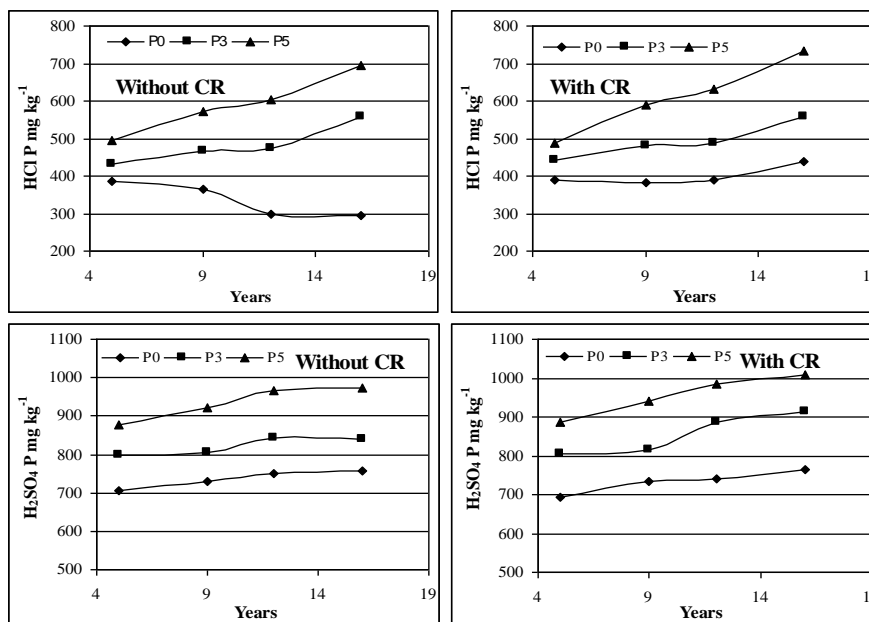 P0 P3 P5
Without CR
HCl P mg kg⁻¹
800
700
600
500
400
300
200
4 9 14 19
Years
P0 P3 P5
With CR
HCl P mg kg⁻¹
800
700
600
500
400
300
200
4 9 14
Years
P0 P3 P5
Without CR
H₂SO₄ P mg kg⁻¹
1100
1000
900
800
700
600
500
4 9 14 19
Years
P0 P3 P5
With CR
H₂SO₄ P mg kg⁻¹
1100
1000
900
800
700
600
500
4 9 14
Years